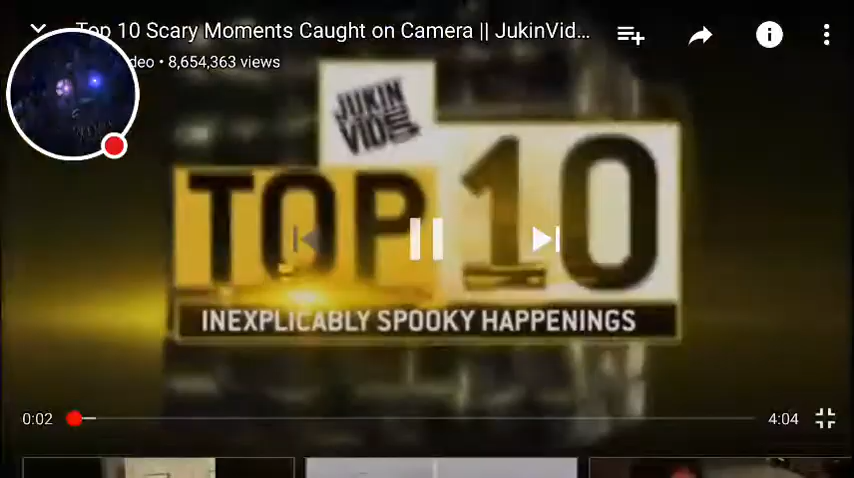 Top 10 Scary Moments Caught on Camera || JukinVid...
deo • 8,654,363 views
JUKIN
VIDEO
TOP 10
INEXPLICABLY SPOOKY HAPPENINGS
0:02
4:04